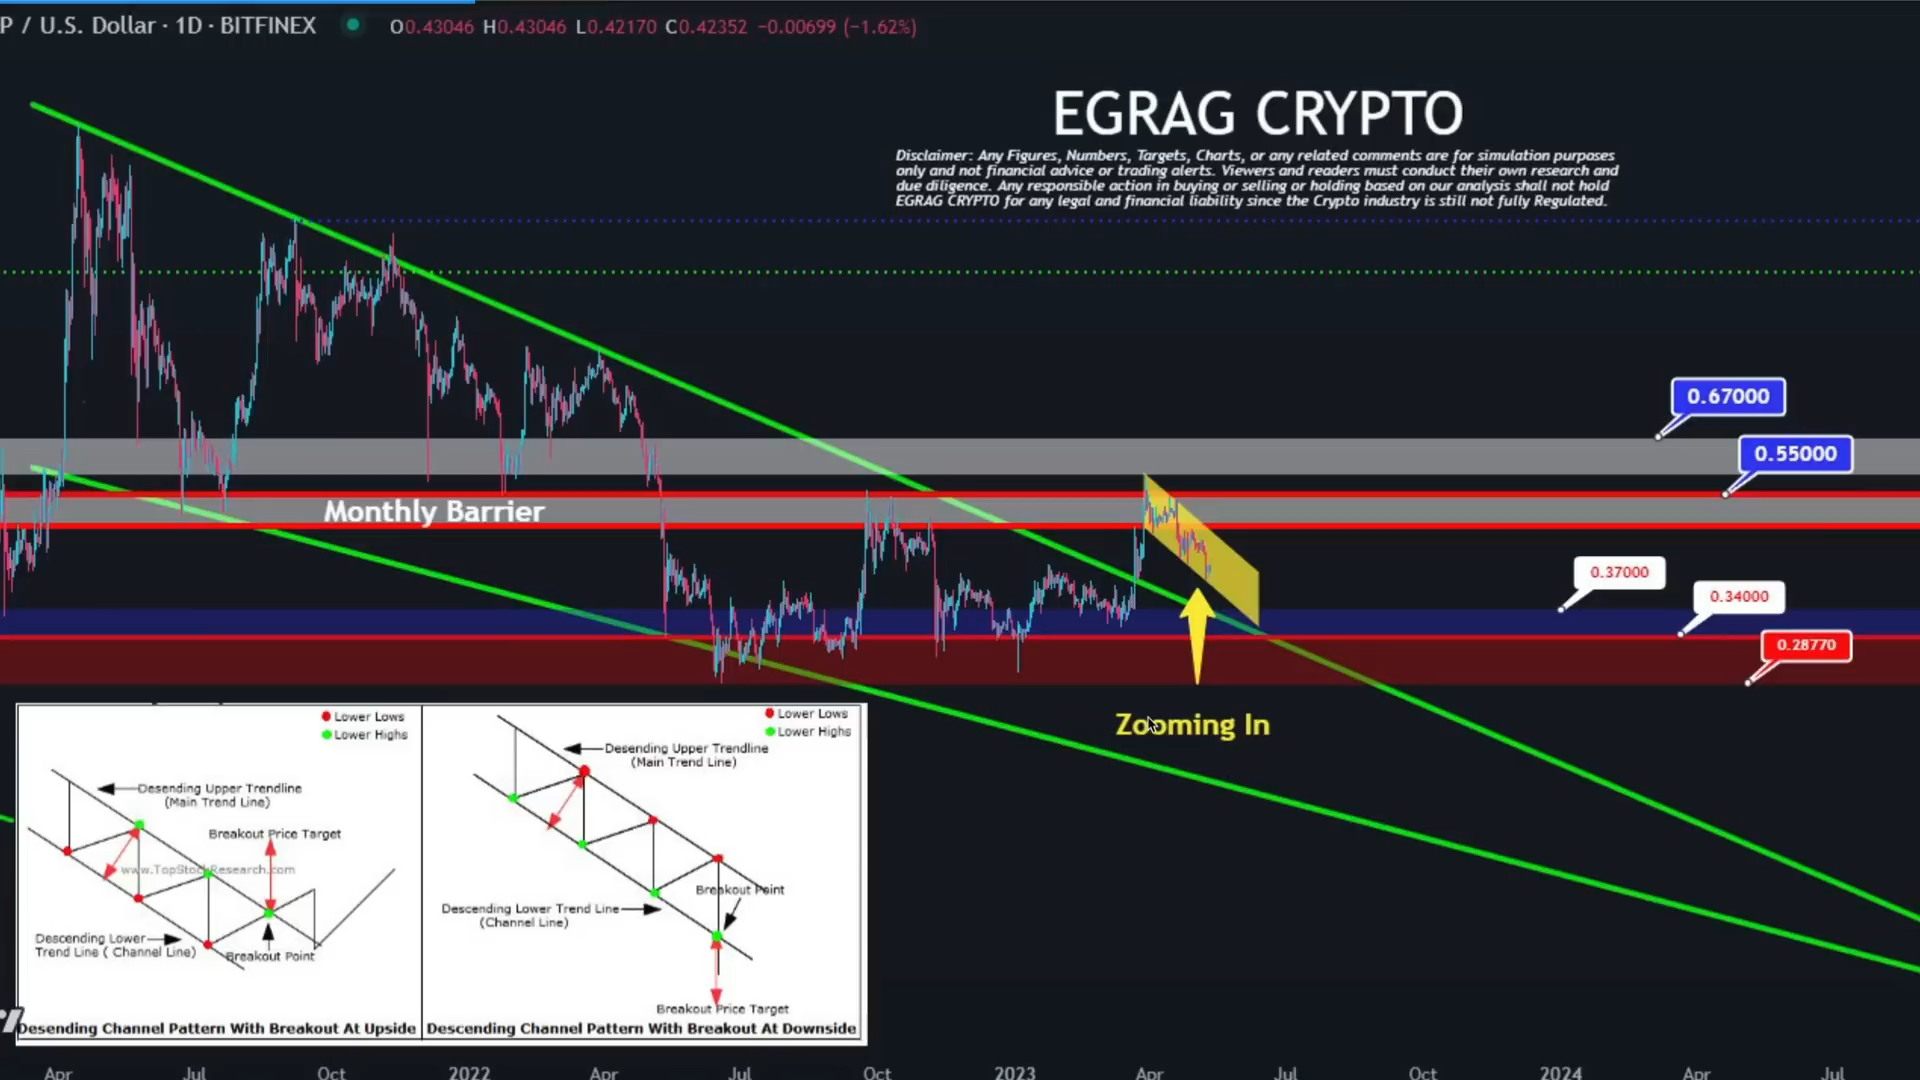 P / U.S. Dollar · 1D · BITFINEX O0.43046 H0.43046 L0.42170 C0.42352 −0.00699 (−1.62%)
EGRAG CRYPTO
Disclaimer: Any Figures, Numbers, Targets, Charts, or any related comments are for simulation purposes
only and not financial advice or trading alerts. Viewers and readers must conduct their own research and
due diligence. Any responsible action in buying or selling or holding based on our analysis shall not hold
EGRAG CRYPTO for any legal and financial liability since the Crypto industry is still not fully Regulated.
0.67000
0.55000
Monthly Barrier
0.37000
0.34000
0.28770
Zooming In
Lower Lows
Lower Highs
Desending Upper Trendline
(Main Trend Line)
Breakout Price Target
www.TopStockResearch.com
Descending Lower
Trend Line ( Channel Line)
Breakout Point
Desending Channel Pattern With Breakout At Upside
Lower Lows
Lower Highs
Desending Upper Trendline
(Main Trend Line)
Breakout Point
Descending Lower Trend Line
(Channel Line)
Breakout Price Target
Descending Channel Pattern With Breakout At Downside
Apr Jul Oct 2022 Apr Jul Oct 2023 Apr Jul Oct 2024 Apr Jul